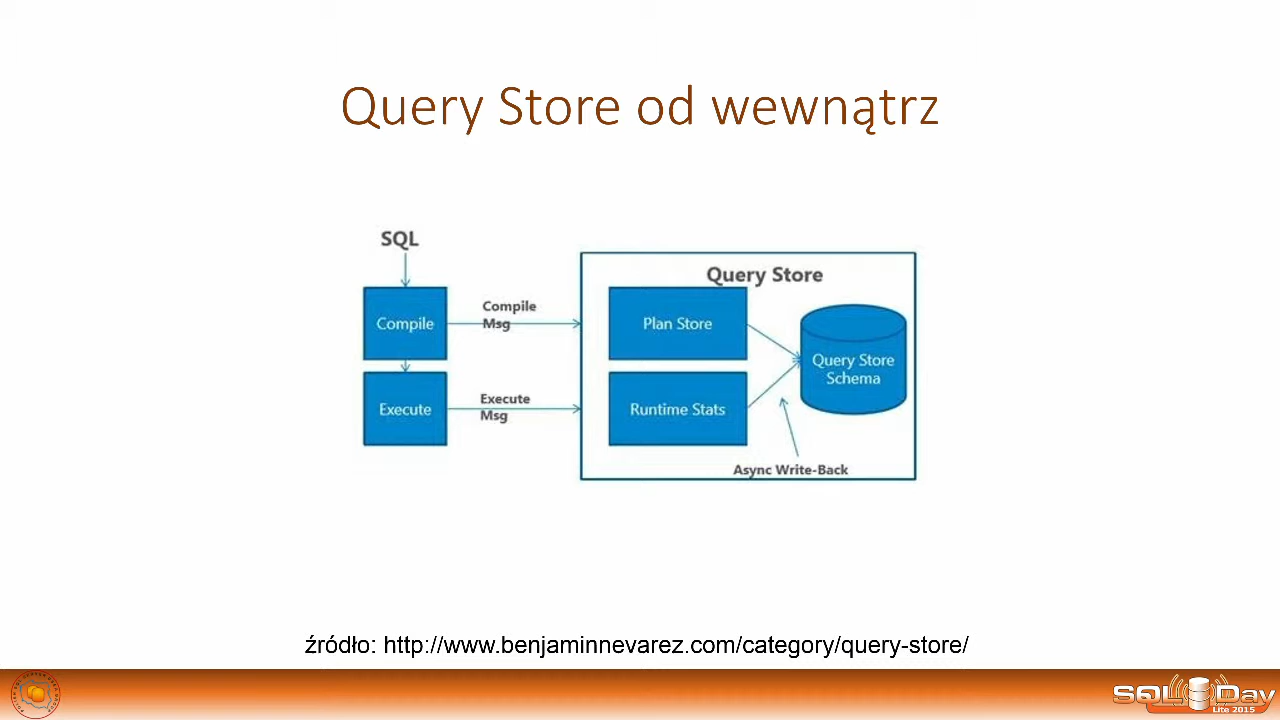 Query Store od wewnątrz
SQL
Compile
Compile
Msg
Execute
Execute
Msg
Query Store
Plan Store
Runtime Stats
Query Store
Schema
Async Write-Back
źródło: http://www.benjaminnevarez.com/category/query-store/
SQL Day
Lite 2015